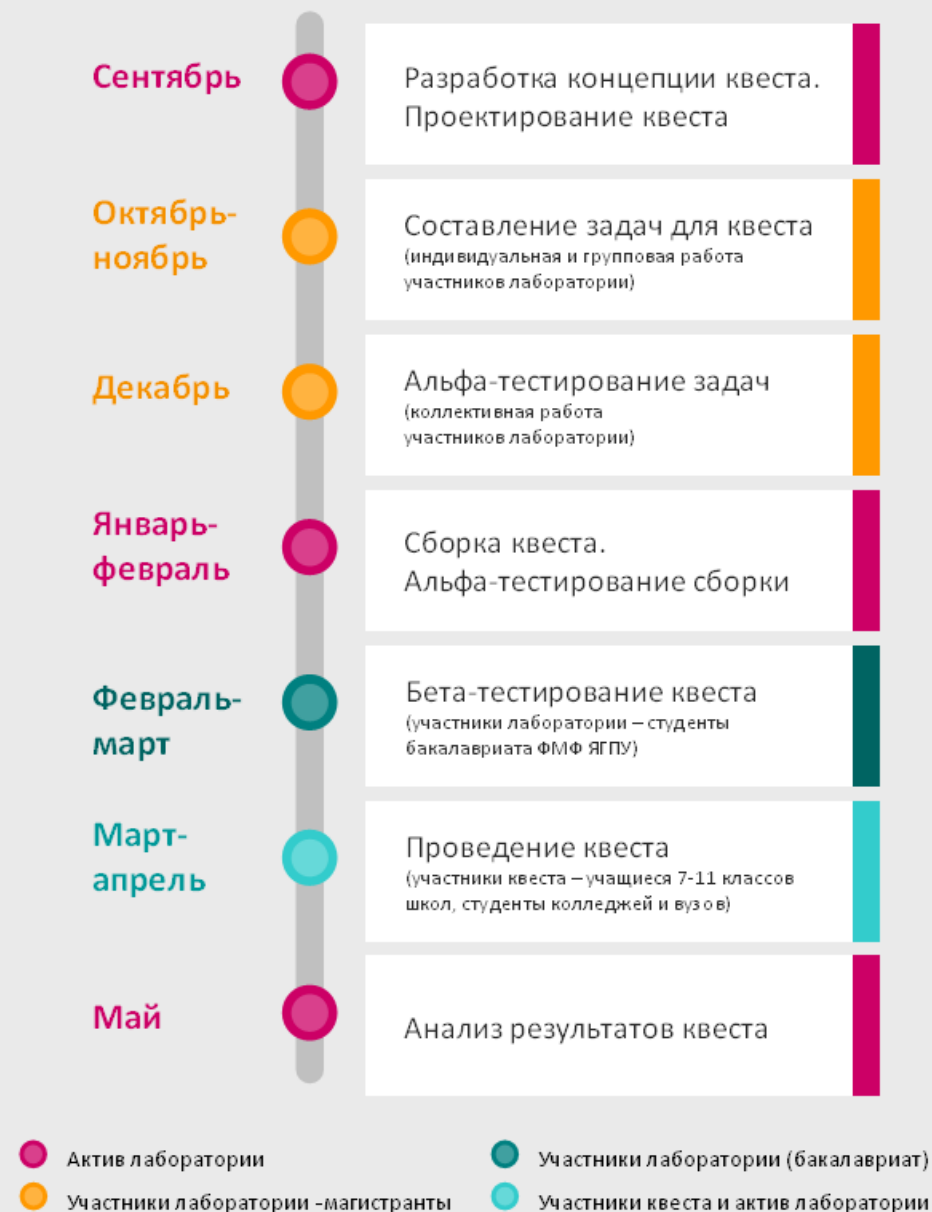 Сентябрь
Разработка концепции квеста.
Проектирование квеста
Октябрь-
ноябрь
Составление задач для квеста
(индивидуальная и групповая работа
участников лаборатории)
Декабрь
Альфа-тестирование задач
(коллективная работа
участников лаборатории)
Январь-
февраль
Сборка квеста.
Альфа-тестирование сборки
Февраль-
март
Бета-тестирование квеста
(участники лаборатории – студенты
бакалавриата ФМФ ЯГПУ)
Март-
апрель
Проведение квеста
(участники квеста – учащиеся 7-11 классов
школ, студенты колледжей и вузов)
Май
Анализ результатов квеста
Актив лаборатории
Участники лаборатории (бакалавриат)
Участники лаборатории -магистранты
Участники квеста и актив лаборатории